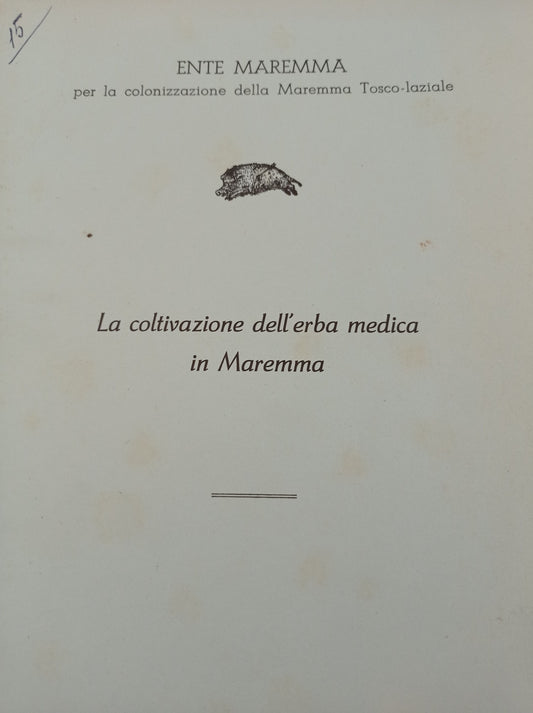 15
ENTE MAREMMA
per la colonizzazione della Maremma Tosco-laziale
La coltivazione dell'erba medica
in Maremma